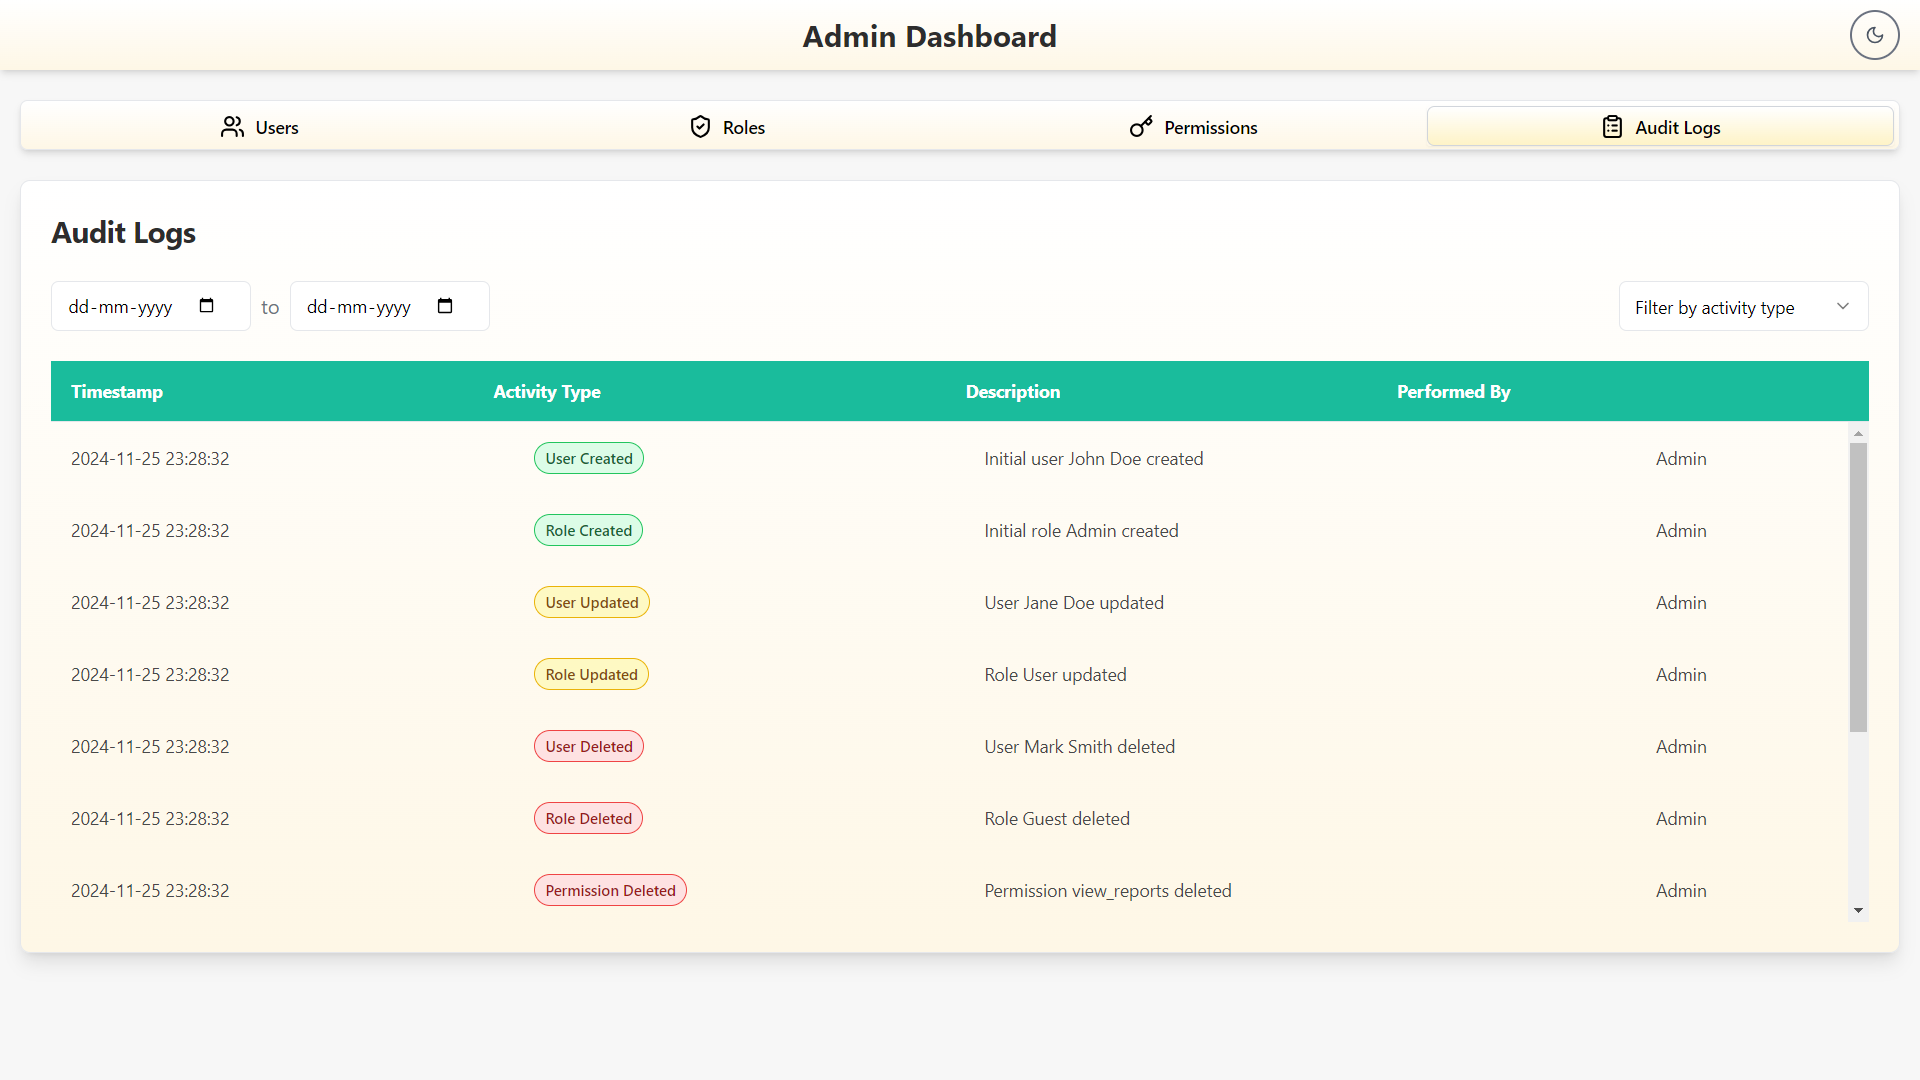 Admin Dashboard
Users Roles Permissions Audit Logs
Audit Logs
dd-mm-yyyy to dd-mm-yyyy Filter by activity type
Timestamp Activity Type Description Performed By
2024-11-25 23:28:32 User Created Initial user John Doe created Admin
2024-11-25 23:28:32 Role Created Initial role Admin created Admin
2024-11-25 23:28:32 User Updated User Jane Doe updated Admin
2024-11-25 23:28:32 Role Updated Role User updated Admin
2024-11-25 23:28:32 User Deleted User Mark Smith deleted Admin
2024-11-25 23:28:32 Role Deleted Role Guest deleted Admin
2024-11-25 23:28:32 Permission Deleted Permission view_reports deleted Admin